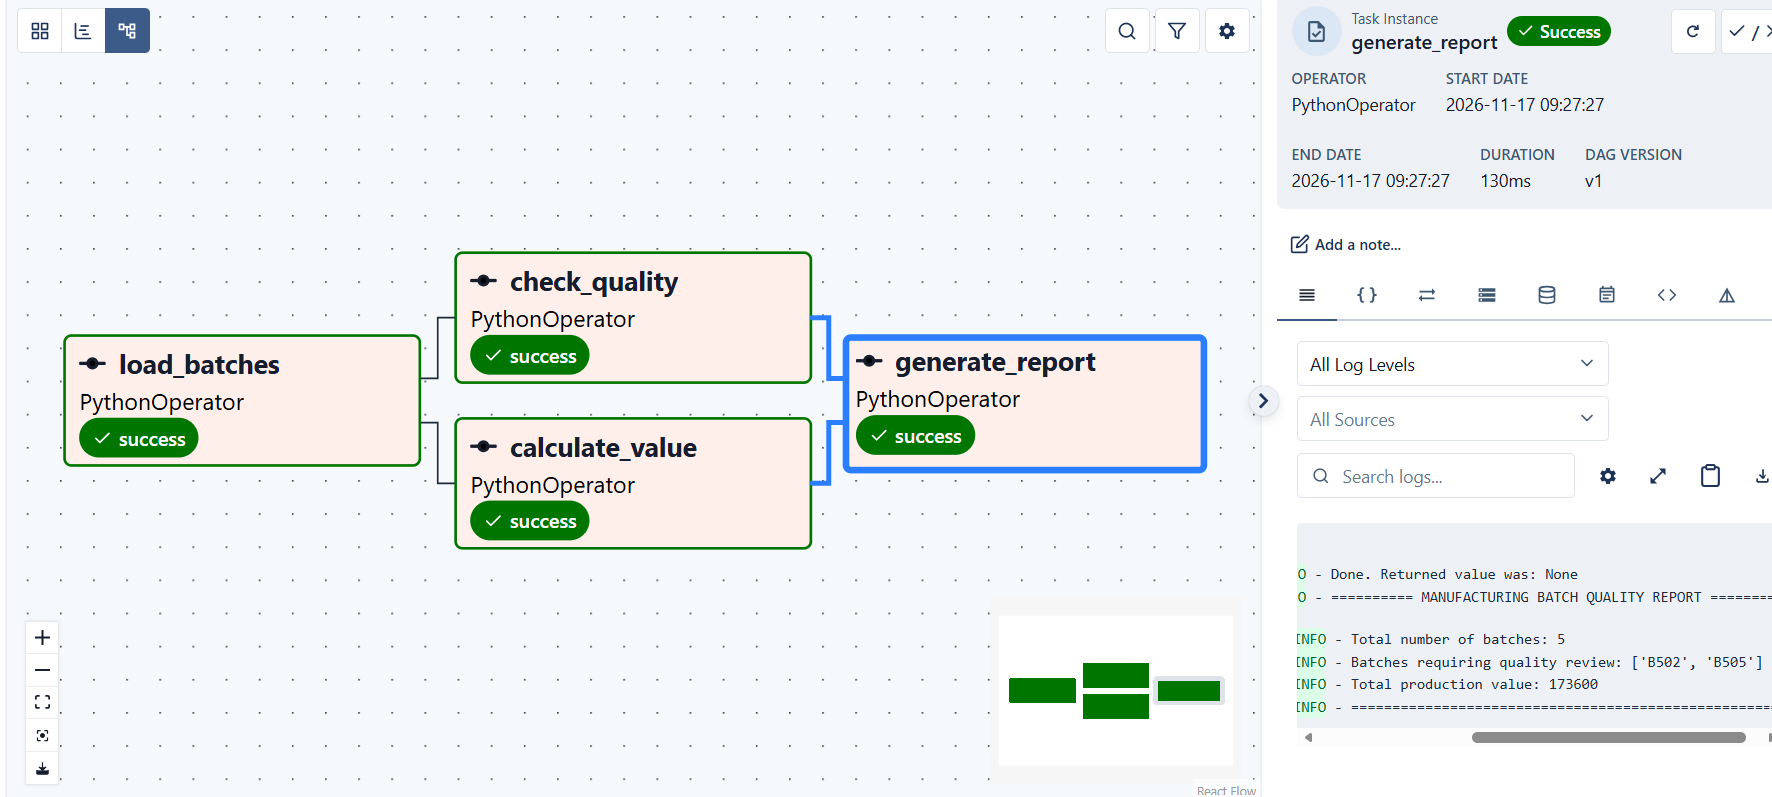 load_batches
PythonOperator
success
check_quality
PythonOperator
success
calculate_value
PythonOperator
success
generate_report
PythonOperator
success
React Flow
Task Instance
generate_report
Success
/
OPERATOR
PythonOperator
START DATE
2026-11-17 09:27:27
END DATE
2026-11-17 09:27:27
DURATION
130ms
DAG VERSION
v1
Add a note...
All Log Levels
All Sources
Search logs...
O - Done. Returned value was: None
O - ========== MANUFACTURING BATCH QUALITY REPORT ========
INFO - Total number of batches: 5
INFO - Batches requiring quality review: ['B502', 'B505']
INFO - Total production value: 173600
INFO - ===================================================